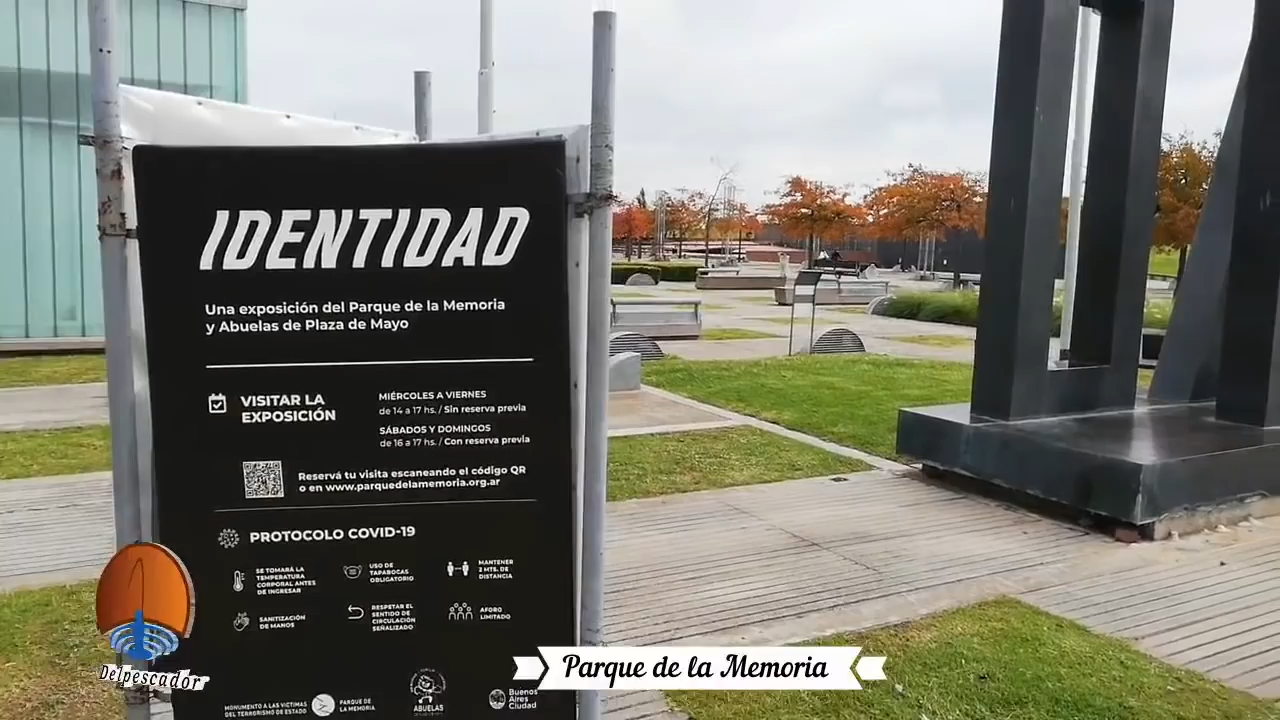 IDENTIDAD
Una exposición del Parque de la Memoria
y Abuelas de Plaza de Mayo
VISITAR LA
EXPOSICIÓN
MIÉRCOLES A VIERNES
de 14 a 17 hs. / Sin reserva previa
SÁBADOS Y DOMINGOS
de 16 a 17 hs. / Con reserva previa
Reservá tu visita escaneando el código QR
o en www.parquedelamemoria.org.ar
PROTOCOLO COVID-19
SE TOMARÁ LA
TEMPERATURA
CORPORAL ANTES
DE INGRESAR
USO DE
TAPABOCAS
OBLIGATORIO
MANTENER
2 MTS. DE
DISTANCIA
SANITIZACIÓN
DE MANOS
RESPETAR EL
SENTIDO DE
CIRCULACIÓN
SEÑALIZADO
AFORO
LIMITADO
MONUMENTO A LAS VICTIMAS
DEL TERRORISMO DE ESTADO
PARQUE DE
LA MEMORIA
ABUELAS
Buenos
Aires
Ciudad
Delpescador
Parque de la Memoria